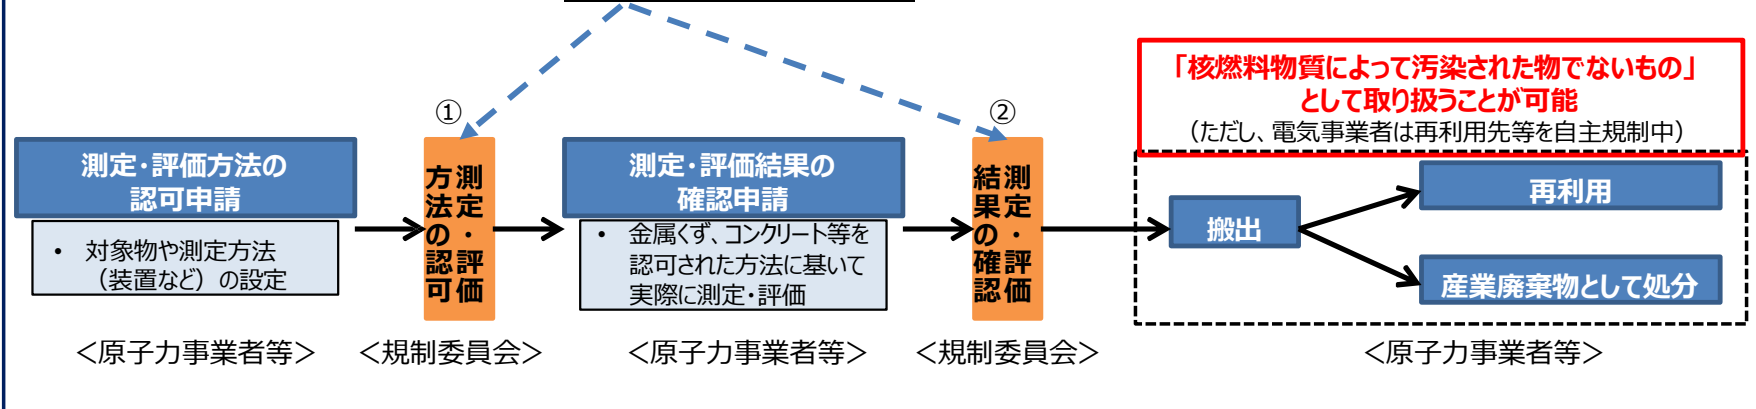 「核燃料物質によって汚染された物でないもの」
として取り扱うことが可能
（ただし、電気事業者は再利用先等を自主規制中）
①
②
測定・評価方法の
認可申請
• 対象物や測定方法
（装置など）の設定
測定・評価
方法の認可
測定・評価結果の
確認申請
• 金属くず、コンクリート等を
認可された方法に基いて
実際に測定・評価
測定・評価
結果の確認
搬出
再利用
産業廃棄物として処分
＜原子力事業者等＞
＜規制委員会＞
＜原子力事業者等＞
＜規制委員会＞
＜原子力事業者等＞